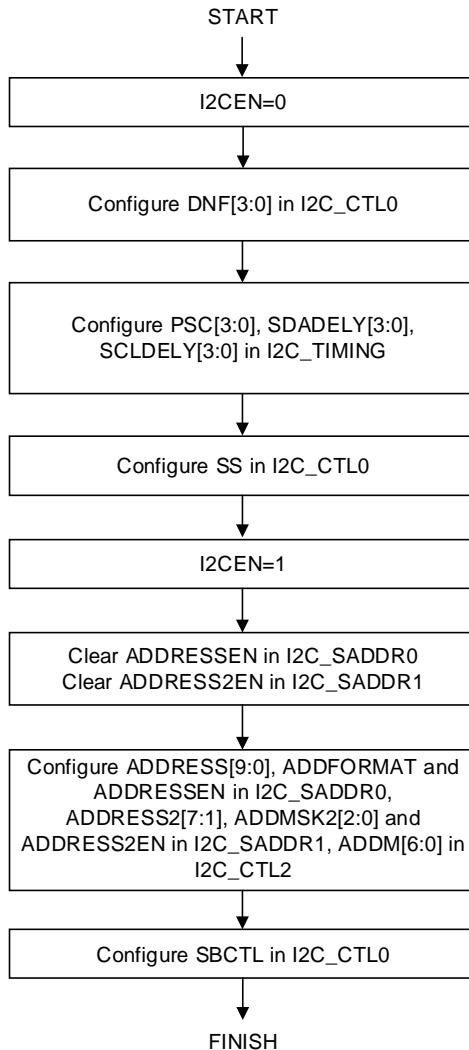 START
I2CEN=0
Configure DNF[3:0] in I2C_CTL0
Configure PSC[3:0], SDADELY[3:0],
SCLDELY[3:0] in I2C_TIMING
Configure SS in I2C_CTL0
I2CEN=1
Clear ADDRESSEN in I2C_SADDR0
Clear ADDRESS2EN in I2C_SADDR1
Configure ADDRESS[9:0], ADDFORMAT and
ADDRESSEN in I2C_SADDR0,
ADDRESS2[7:1], ADDMSK2[2:0] and
ADDRESS2EN in I2C_SADDR1, ADDM[6:0] in
I2C_CTL2
Configure SBCTL in I2C_CTL0
FINISH